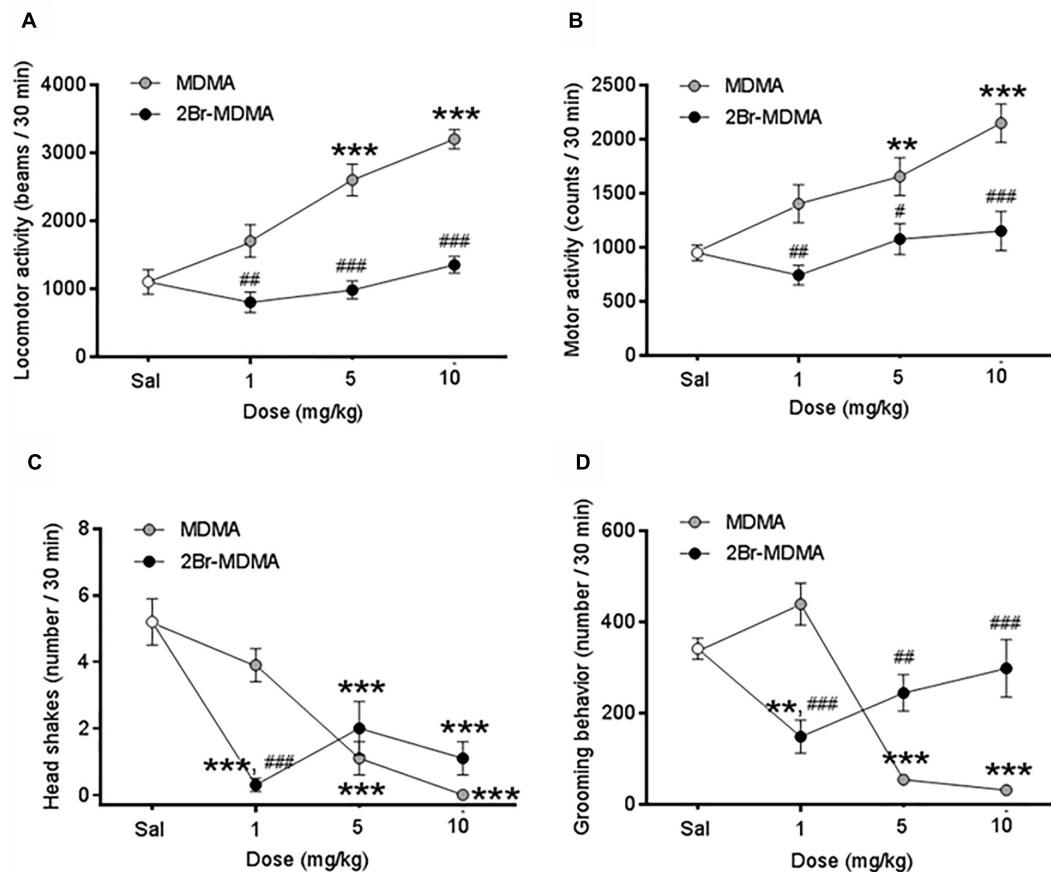 A
Locomotor activity (beams / 30 min)
4000
3000
2000
1000
0
MDMA
2Br-MDMA
***
***
##
###
###
Sal
1
5
10
Dose (mg/kg)
B
Motor activity (counts / 30 min)
2500
2000
1500
1000
500
0
MDMA
2Br-MDMA
***
**
#
###
##
Sal
1
5
10
Dose (mg/kg)
C
Head shakes (number / 30 min)
8
6
4
2
0
MDMA
2Br-MDMA
***
***
***, ###
***
***
Sal
1
5
10
Dose (mg/kg)
D
Grooming behavior (number / 30 min)
600
400
200
0
MDMA
2Br-MDMA
###
##
**, ###
***
***
Sal
1
5
10
Dose (mg/kg)